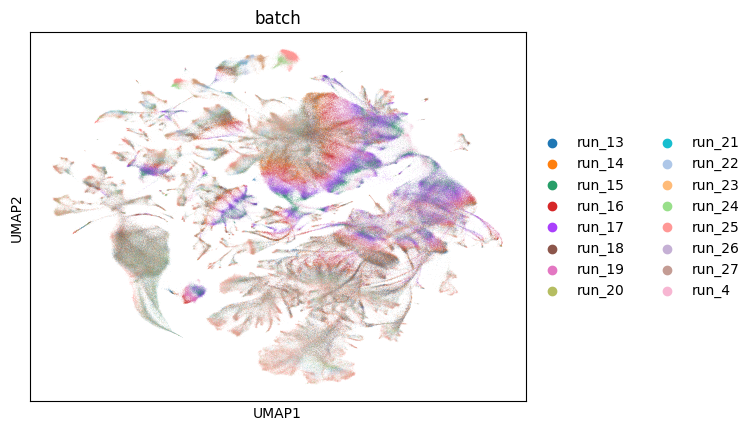 batch
UMAP2
UMAP1
run_13
run_14
run_15
run_16
run_17
run_18
run_19
run_20
run_21
run_22
run_23
run_24
run_25
run_26
run_27
run_4